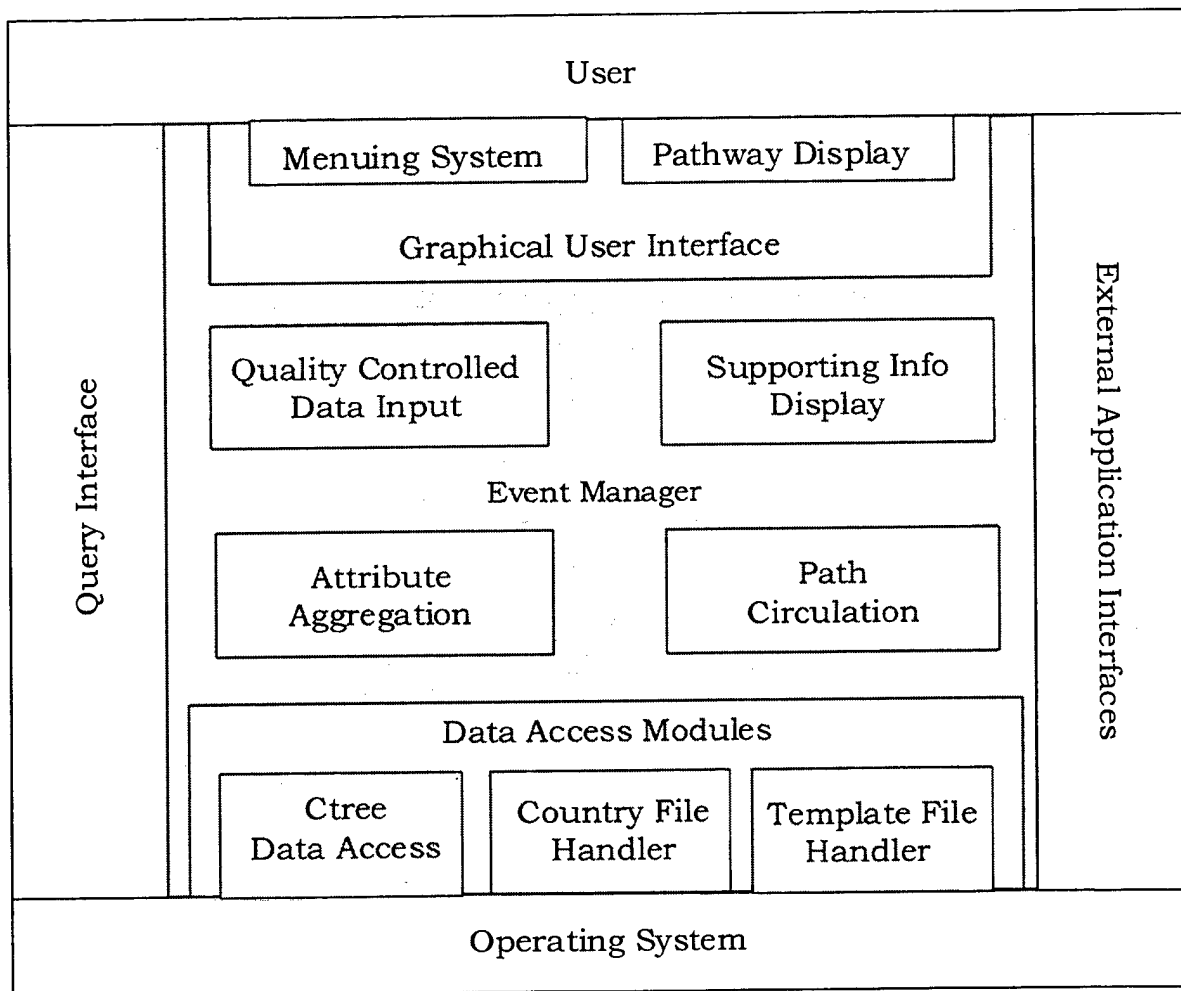 User
Menuing System
Pathway Display
Graphical User Interface
Quality Controlled
Data Input
Supporting Info
Display
Query Interface
Event Manager
External Application Interfaces
Attribute
Aggregation
Path
Circulation
Data Access Modules
Ctree
Data Access
Country File
Handler
Template File
Handler
Operating System